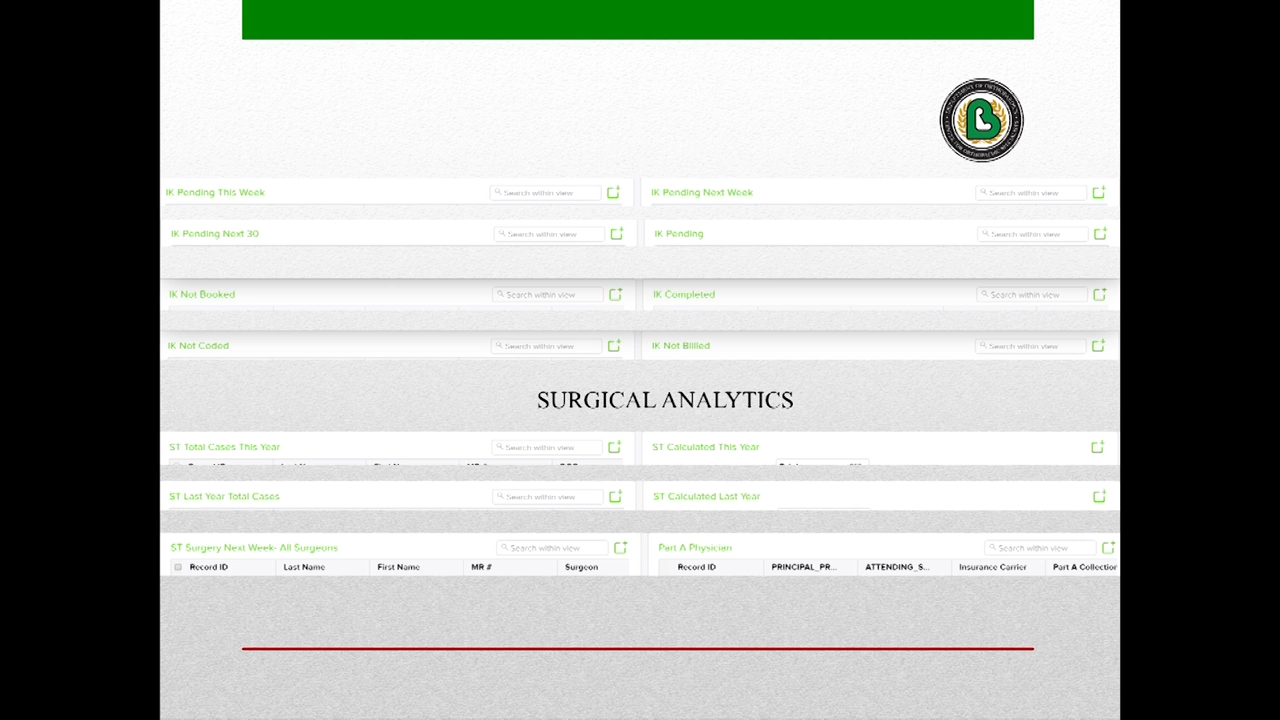 IK Pending This Week Search within view IK Pending Next Week Search within view
IK Pending Next 30 Search within view IK Pending Search within view
IK Not Booked Search within view IK Completed Search within view
IK Not Coded Search within view IK Not Billed Search within view
SURGICAL ANALYTICS
ST Total Cases This Year Search within view ST Calculated This Year
ST Last Year Total Cases Search within view ST Calculated Last Year
ST Surgery Next Week- All Surgeons Search within view Part A Physician Search within view
Record ID Last Name First Name MR # Surgeon Record ID PRINCIPAL_PR... ATTENDING_S... Insurance Carrier Part A Collection